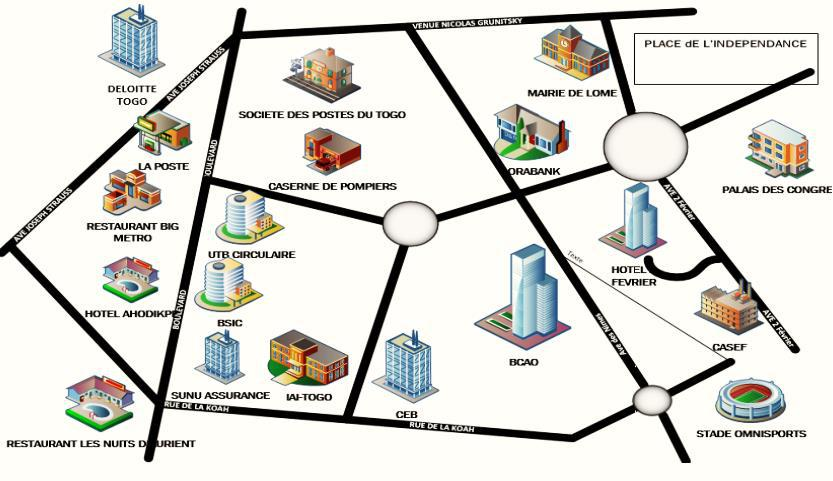 VENUE NICOLAS GRUNITSKY
PLACE dE L'INDEPENDANCE
DELOITTE
TOGO
AVE JOSEPH STRAUSS
MAIRIE DE LOME
SOCIETE DES POSTES DU TOGO
LA POSTE
OULEVARD
ORABANK
CASERNE DE POMPIERS
PALAIS DES CONGRE
AVE JOSEPH STRAUSS
AVE 2 Février
RESTAURANT BIG
METRO
UTB CIRCULAIRE
Texte
HOTEL
FEVRIER
HOTEL AHODIKP
BOULEVARD
BSIC
Ave des Nimes
AVE 2 Février
CASEF
BCAO
SUNU ASSURANCE
IAI-TOGO
RUE DE LA KOAH
CEB
RUE DE LA KOAH
STADE OMNISPORTS
RESTAURANT LES NUITS D'OURIENT